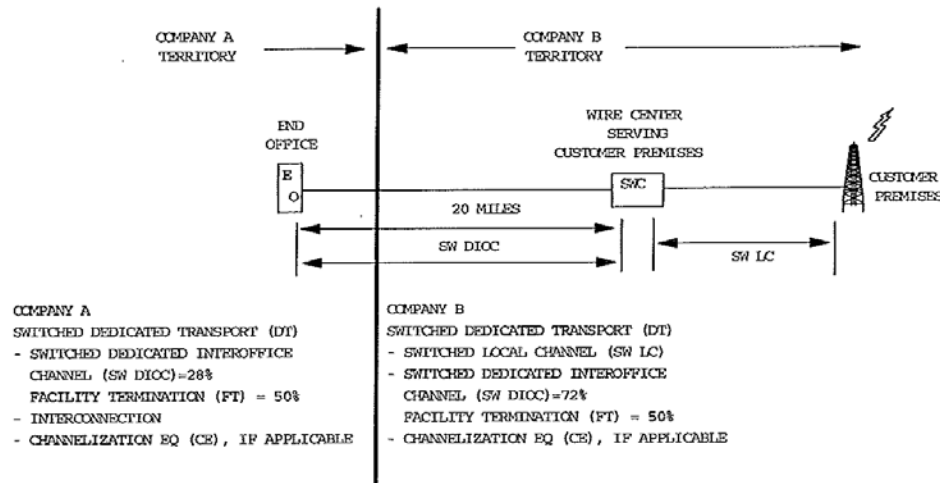 COMPANY A
TERRITORY
COMPANY B
TERRITORY
END
OFFICE
WIRE CENTER
SERVING
CUSTOMER PREMISES
E
O
SWC
CUSTOMER
PREMISES
20 MILES
SW DIOC
SW LC
COMPANY A
SWITCHED DEDICATED TRANSPORT (DT)
- SWITCHED DEDICATED INTEROFFICE
CHANNEL (SW DIOC)=28%
FACILITY TERMINATION (FT) = 50%
- INTERCONNECTION
- CHANNELIZATION EQ (CE), IF APPLICABLE
COMPANY B
SWITCHED DEDICATED TRANSPORT (DT)
- SWITCHED LOCAL CHANNEL (SW LC)
- SWITCHED DEDICATED INTEROFFICE
CHANNEL (SW DIOC)=72%
FACILITY TERMINATION (FT) = 50%
- CHANNELIZATION EQ (CE), IF APPLICABLE